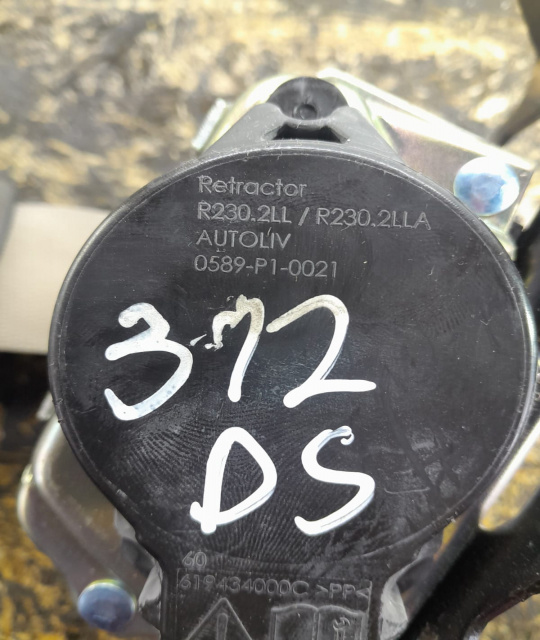 Retractor
R230.2LL / R230.2LLA
AUTOLIV
0589-P1-0021
372
DS
60
619434000C >PP<